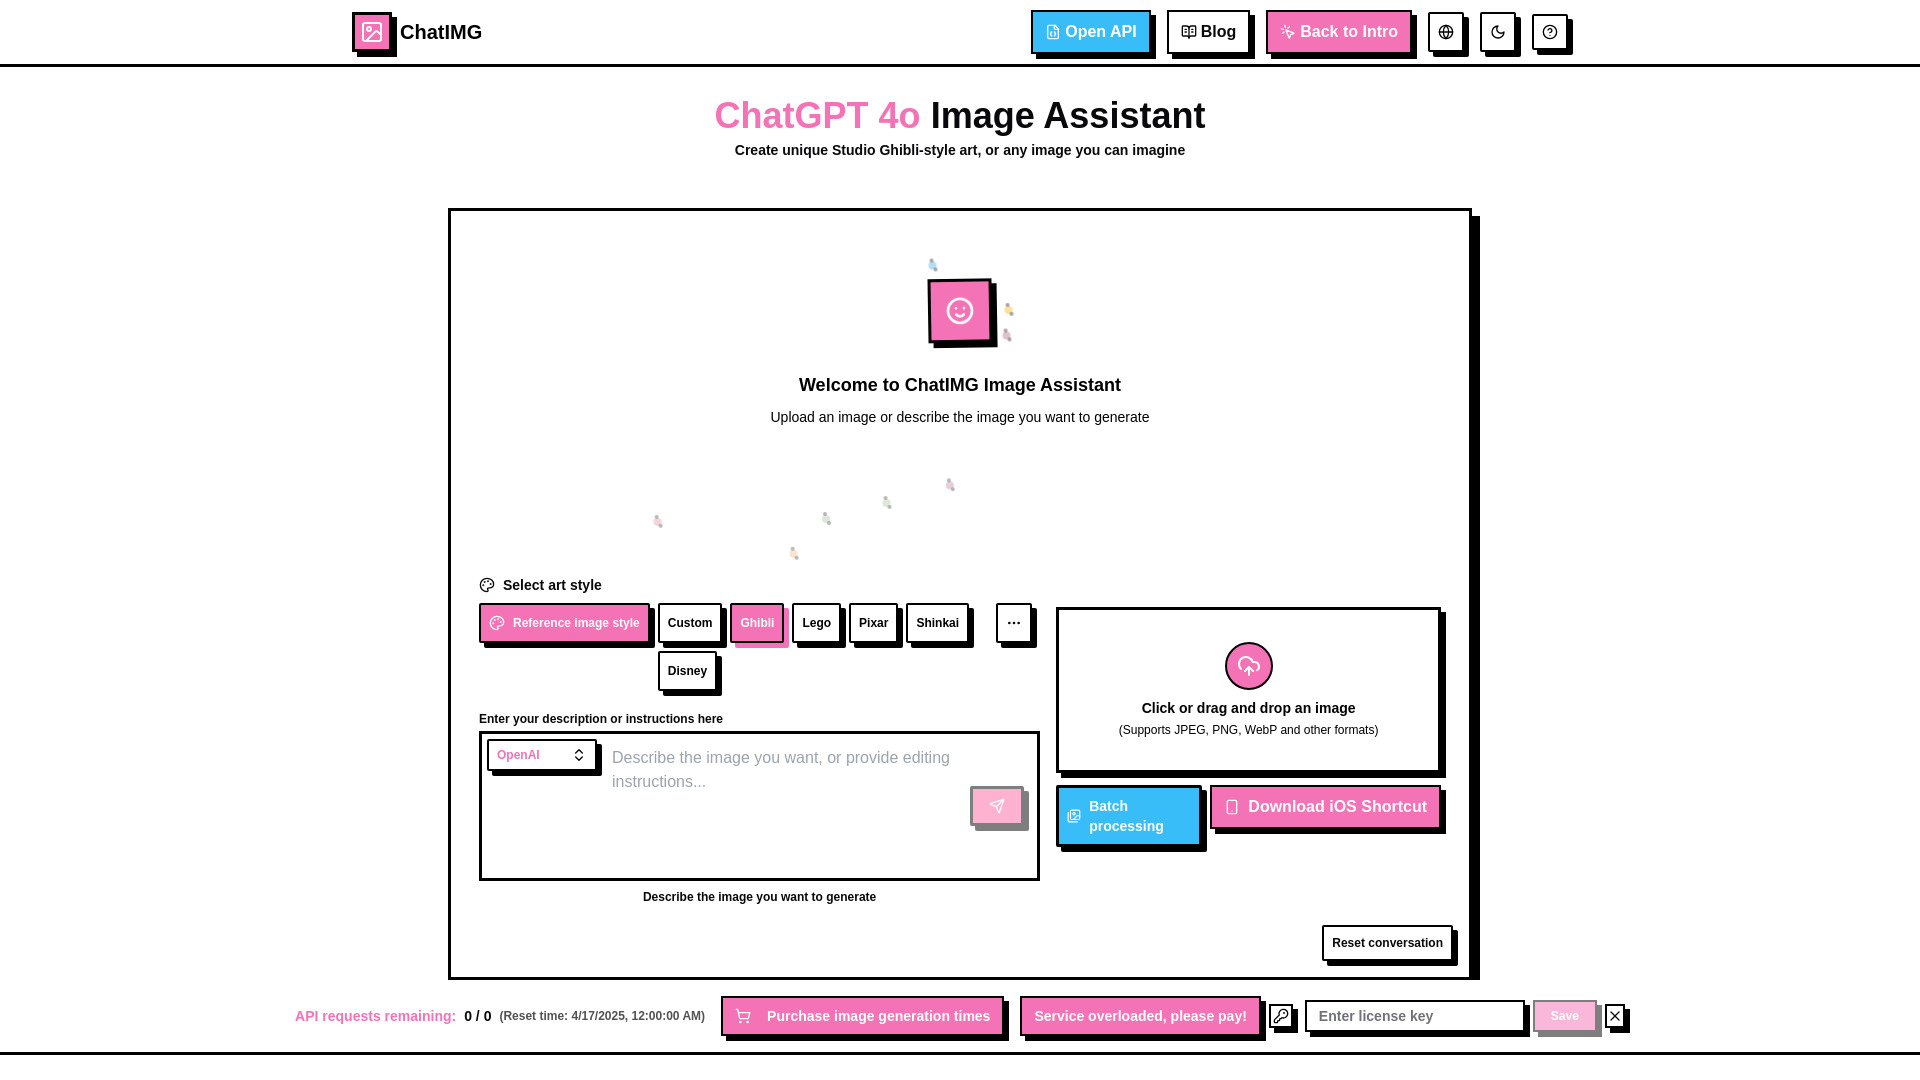 ChatIMG
Open API
Blog
Back to Intro
ChatGPT 4o Image Assistant
Create unique Studio Ghibli-style art, or any image you can imagine
Welcome to ChatIMG Image Assistant
Upload an image or describe the image you want to generate
Select art style
Reference image style
Custom
Ghibli
Lego
Pixar
Shinkai
Disney
Click or drag and drop an image
(Supports JPEG, PNG, WebP and other formats)
Enter your description or instructions here
OpenAI
Describe the image you want, or provide editing
instructions...
Batch
processing
Download iOS Shortcut
Describe the image you want to generate
Reset conversation
API requests remaining: 0 / 0 (Reset time: 4/17/2025, 12:00:00 AM)
Purchase image generation times
Service overloaded, please pay!
Enter license key
Save